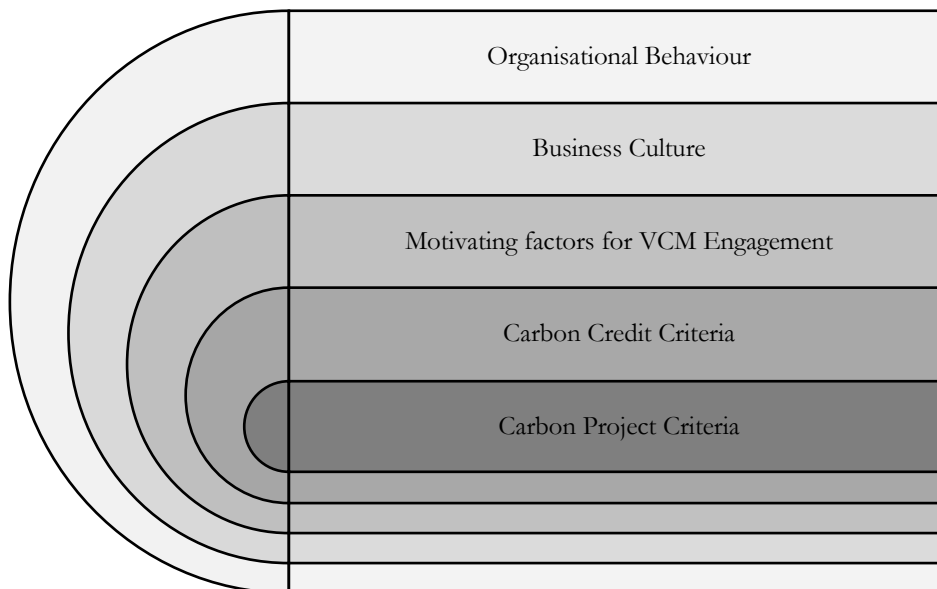 Organisational Behaviour
Business Culture
Motivating factors for VCM Engagement
Carbon Credit Criteria
Carbon Project Criteria